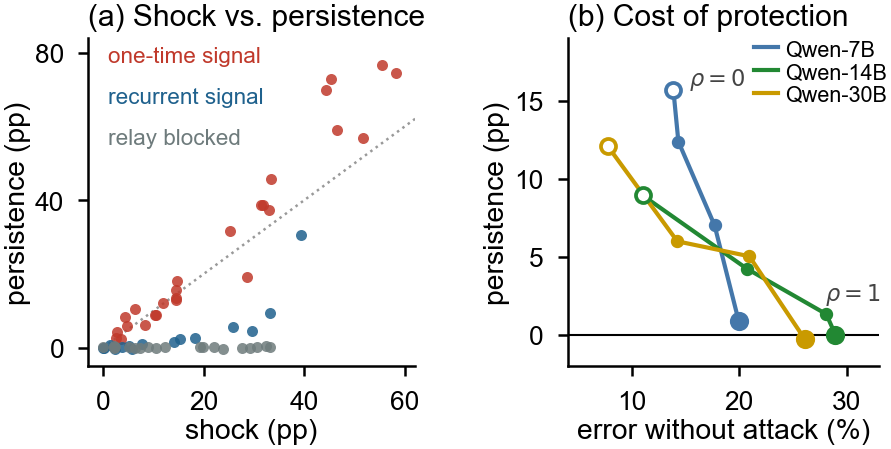 (a) Shock vs. persistence
persistence (pp)
80
40
0
one-time signal
recurrent signal
relay blocked
0 20 40 60
shock (pp)
(b) Cost of protection
persistence (pp)
15
10
5
0
ρ = 0
Qwen-7B
Qwen-14B
Qwen-30B
ρ = 1
10 20 30
error without attack (%)